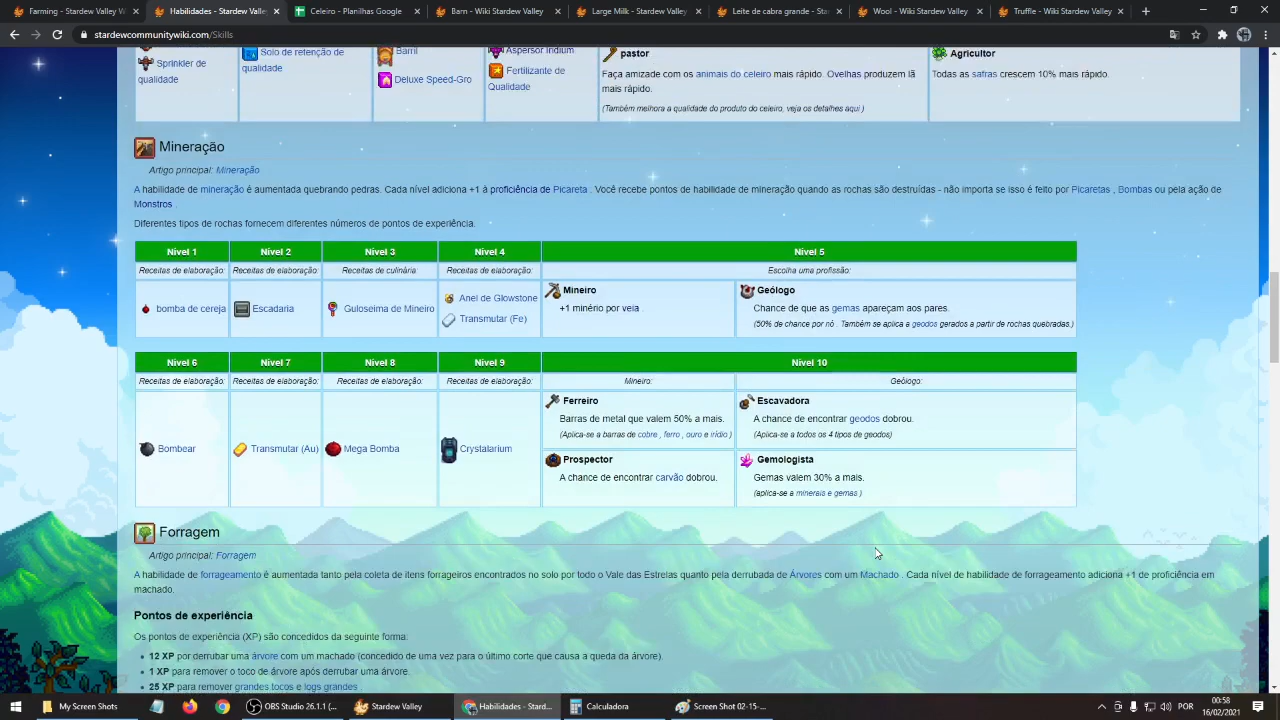 Farming - Stardew Valley W
Habilidades - Stardew Valley
Celeiro - Planilhas Google
Barn - Wiki Stardew Valley
Large Milk - Stardew Valley
Leite de cabra grande - Star
Wool - Wiki Stardew Valley
Truffle - Wiki Stardew Valley
stardewcommunitywiki.com/Skills
Sprinkler de
qualidade
Solo de retenção de
qualidade
Barril
Deluxe Speed-Gro
Aspersor Irídium
Fertilizante de
Qualidade
pastor
Faça amizade com os animais do celeiro mais rápido. Ovelhas produzem lã
mais rápido.
(Também melhora a qualidade do produto do celeiro, veja os detalhes aqui )
Agricultor
Todas as safras crescem 10% mais rápido.
Mineração
Artigo principal: Mineração
A habilidade de mineração é aumentada quebrando pedras. Cada nível adiciona +1 à proficiência de Picareta . Você recebe pontos de habilidade de mineração quando as rochas são destruídas - não importa se isso é feito por Picaretas , Bombas ou pela ação de
Monstros .
Diferentes tipos de rochas fornecem diferentes números de pontos de experiência.
Nível 1 Nível 2 Nível 3 Nível 4 Nível 5
Receitas de elaboração: Receitas de elaboração: Receitas de culinária: Receitas de elaboração: Escolha uma profissão:
bomba de cereja
Escadaria
Guloseima de Mineiro
Anel de Glowstone
Transmutar (Fe)
Mineiro
+1 minério por veia
Geólogo
Chance de que as gemas apareçam aos pares.
(50% de chance por nó . Também se aplica a geodos gerados a partir de rochas quebradas.)
Nível 6 Nível 7 Nível 8 Nível 9 Nível 10
Receitas de elaboração: Receitas de elaboração: Receitas de elaboração: Receitas de elaboração: Mineiro: Geólogo:
Bombear
Transmutar (Au)
Mega Bomba
Crystalarium
Ferreiro
Barras de metal que valem 50% a mais.
(Aplica-se a barras de cobre , ferro , ouro e irídio )
Escavadora
A chance de encontrar geodos dobrou.
(Aplica-se a todos os 4 tipos de geodos)
Prospector
A chance de encontrar carvão dobrou.
Gemologista
Gemas valem 30% a mais.
(aplica-se a minerais e gemas )
Forragem
Artigo principal: Forragem
A habilidade de forrageamento é aumentada tanto pela coleta de itens forrageiros encontrados no solo por todo o Vale das Estrelas quanto pela derrubada de Árvores com um Machado . Cada nível de habilidade de forrageamento adiciona +1 de proficiência em
machado.
Pontos de experiência
Os pontos de experiência (XP) são concedidos da seguinte forma:
12 XP por derrubar uma árvore com um machado (concedido de uma vez para o último corte que causa a queda da árvore).
1 XP para remover o toco de árvore após derrubar uma árvore.
25 XP para remover grandes tocos e logs grandes .
My Screen Shots
OBS Studio 26.1.1 (...
Stardew Valley
Habilidades - Stard...
Calculadora
Screen Shot 02-15-...
POR
00:58
16/02/2021